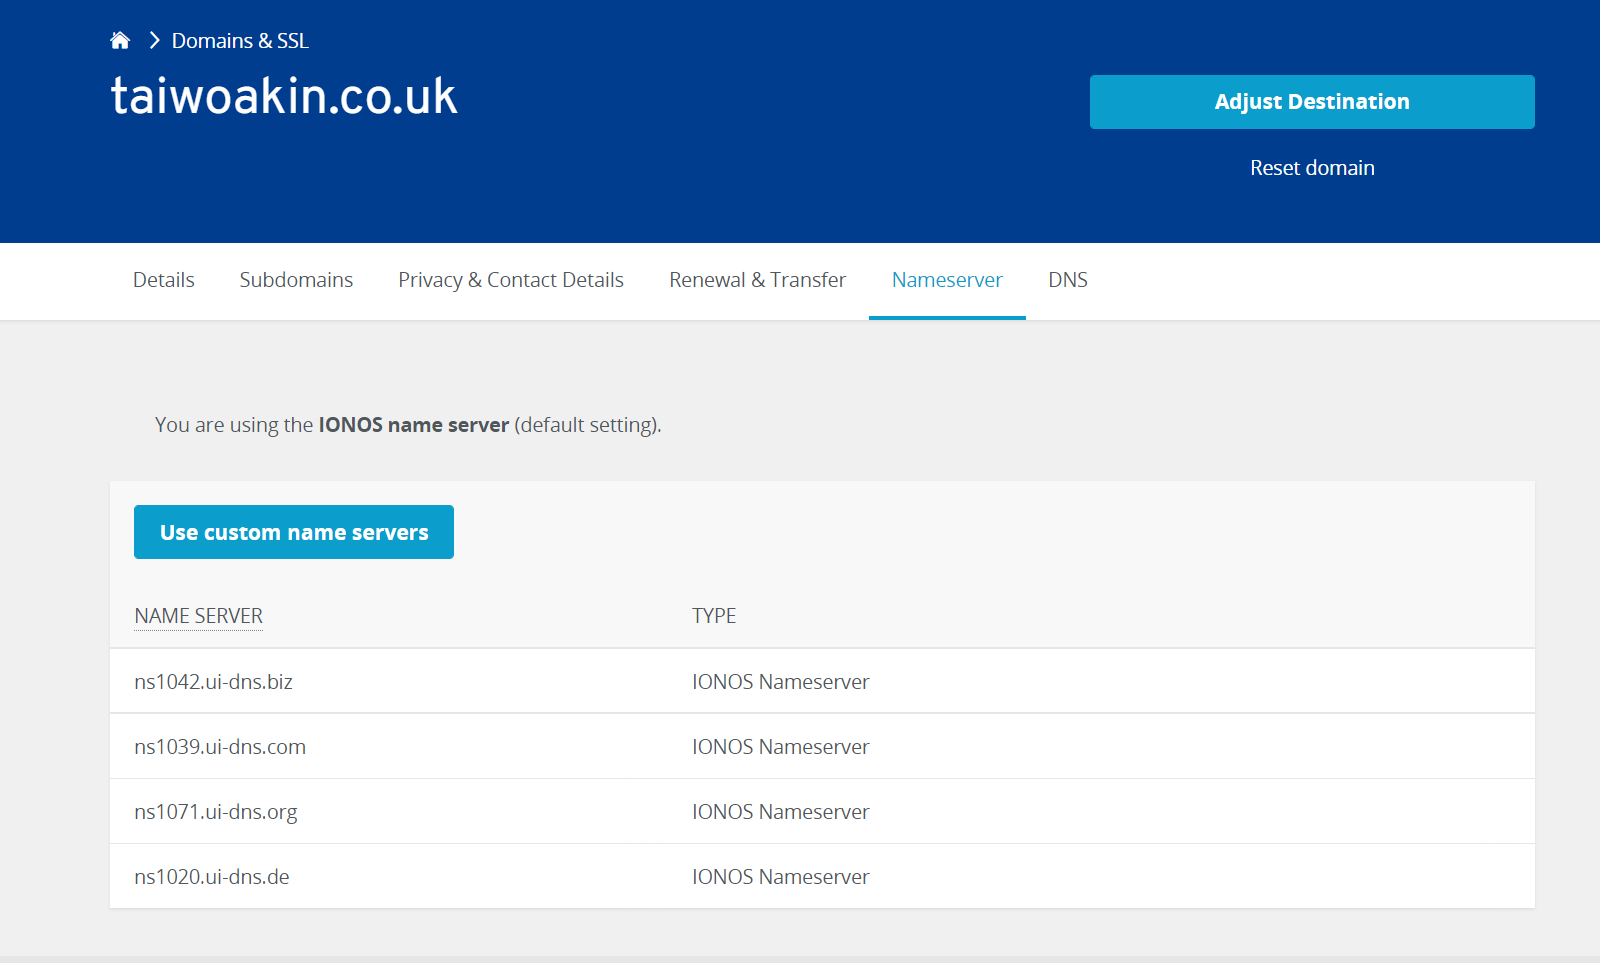 Domains & SSL
taiwoakin.co.uk
Adjust Destination
Reset domain
Details Subdomains Privacy & Contact Details Renewal & Transfer Nameserver DNS
You are using the IONOS name server (default setting).
Use custom name servers
NAME SERVER TYPE
ns1042.ui-dns.biz IONOS Nameserver
ns1039.ui-dns.com IONOS Nameserver
ns1071.ui-dns.org IONOS Nameserver
ns1020.ui-dns.de IONOS Nameserver